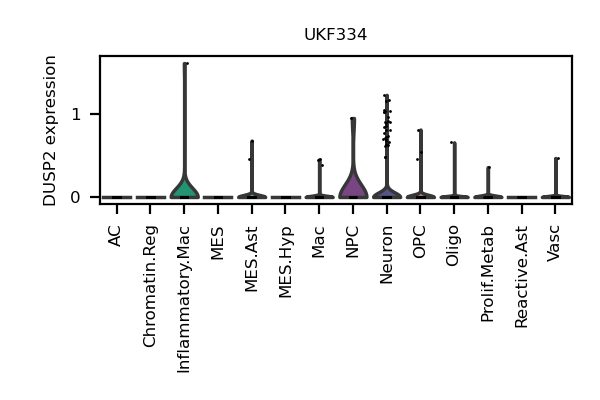 UKF334
DUSP2 expression
1
0
AC
Chromatin.Reg
Inflammatory.Mac
MES
MES.Ast
MES.Hyp
Mac
NPC
Neuron
OPC
Oligo
Prolif.Metab
Reactive.Ast
Vasc